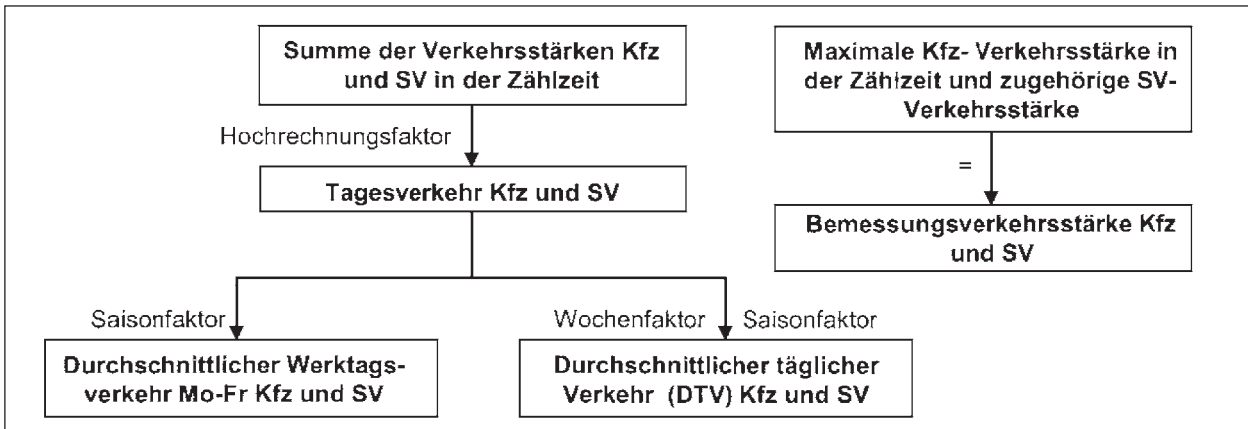 Summe der Verkehrsstärken Kfz
und SV in der Zählzeit
Hochrechnungsfaktor
Tagesverkehr Kfz und SV
Saisonfaktor
Durchschnittlicher Werktags-
verkehr Mo-Fr Kfz und SV
Wochenfaktor Saisonfaktor
Durchschnittlicher täglicher
Verkehr (DTV) Kfz und SV
Maximale Kfz- Verkehrsstärke in
der Zählzeit und zugehörige SV-
Verkehrsstärke
=
Bemessungsverkehrsstärke Kfz
und SV